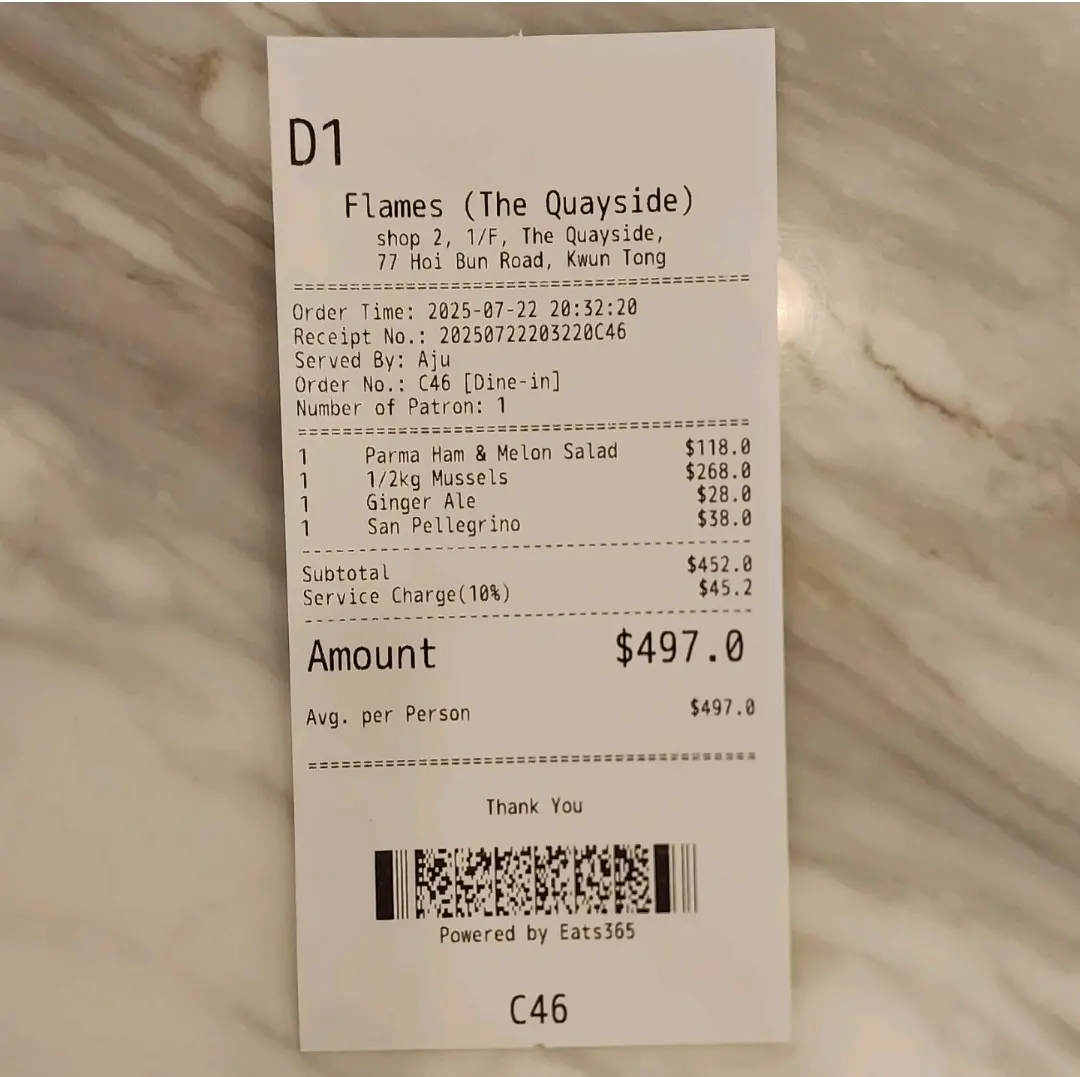 D1
Flames (The Quayside)
shop 2, 1/F, The Quayside,
77 Hoi Bun Road, Kwun Tong
Order Time: 2025-07-22 20:32:20
Receipt No.: 20250722203220C46
Served By: Aju
Order No.: C46 [Dine-in]
Number of Patron: 1
1 Parma Ham & Melon Salad $118.0
1 1/2kg Mussels $268.0
1 Ginger Ale $28.0
1 San Pellegrino $38.0
Subtotal $452.0
Service Charge(10%) $45.2
Amount $497.0
Avg. per Person $497.0
Thank You
Powered by Eats365
C46